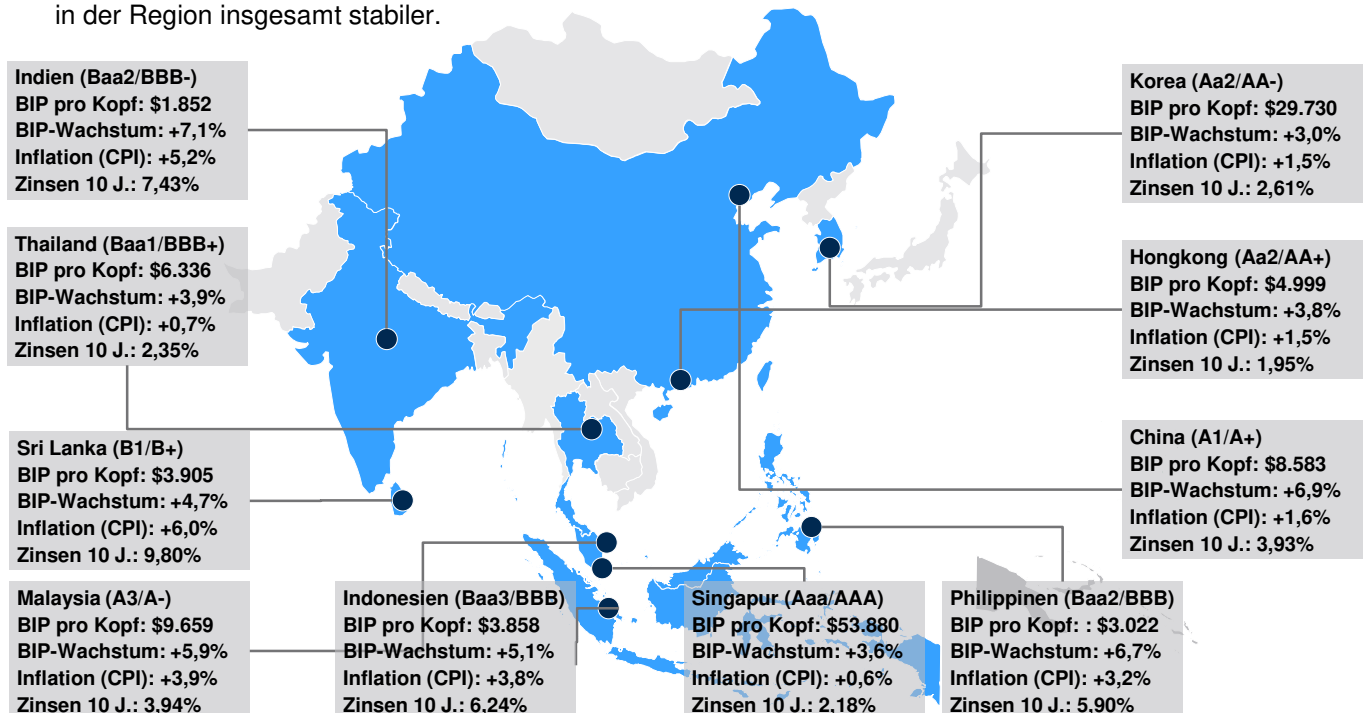 in der Region insgesamt stabiler.
Indien (Baa2/BBB-)
BIP pro Kopf: $1.852
BIP-Wachstum: +7,1%
Inflation (CPI): +5,2%
Zinsen 10 J.: 7,43%
Korea (Aa2/AA-)
BIP pro Kopf: $29.730
BIP-Wachstum: +3,0%
Inflation (CPI): +1,5%
Zinsen 10 J.: 2,61%
Thailand (Baa1/BBB+)
BIP pro Kopf: $6.336
BIP-Wachstum: +3,9%
Inflation (CPI): +0,7%
Zinsen 10 J.: 2,35%
Hongkong (Aa2/AA+)
BIP pro Kopf: $4.999
BIP-Wachstum: +3,8%
Inflation (CPI): +1,5%
Zinsen 10 J.: 1,95%
Sri Lanka (B1/B+)
BIP pro Kopf: $3.905
BIP-Wachstum: +4,7%
Inflation (CPI): +6,0%
Zinsen 10 J.: 9,80%
China (A1/A+)
BIP pro Kopf: $8.583
BIP-Wachstum: +6,9%
Inflation (CPI): +1,6%
Zinsen 10 J.: 3,93%
Malaysia (A3/A-)
BIP pro Kopf: $9.659
BIP-Wachstum: +5,9%
Inflation (CPI): +3,9%
Zinsen 10 J.: 3,94%
Indonesien (Baa3/BBB)
BIP pro Kopf: $3.858
BIP-Wachstum: +5,1%
Inflation (CPI): +3,8%
Zinsen 10 J.: 6,24%
Singapur (Aaa/AAA)
BIP pro Kopf: $53.880
BIP-Wachstum: +3,6%
Inflation (CPI): +0,6%
Zinsen 10 J.: 2,18%
Philippinen (Baa2/BBB)
BIP pro Kopf: : $3.022
BIP-Wachstum: +6,7%
Inflation (CPI): +3,2%
Zinsen 10 J.: 5,90%